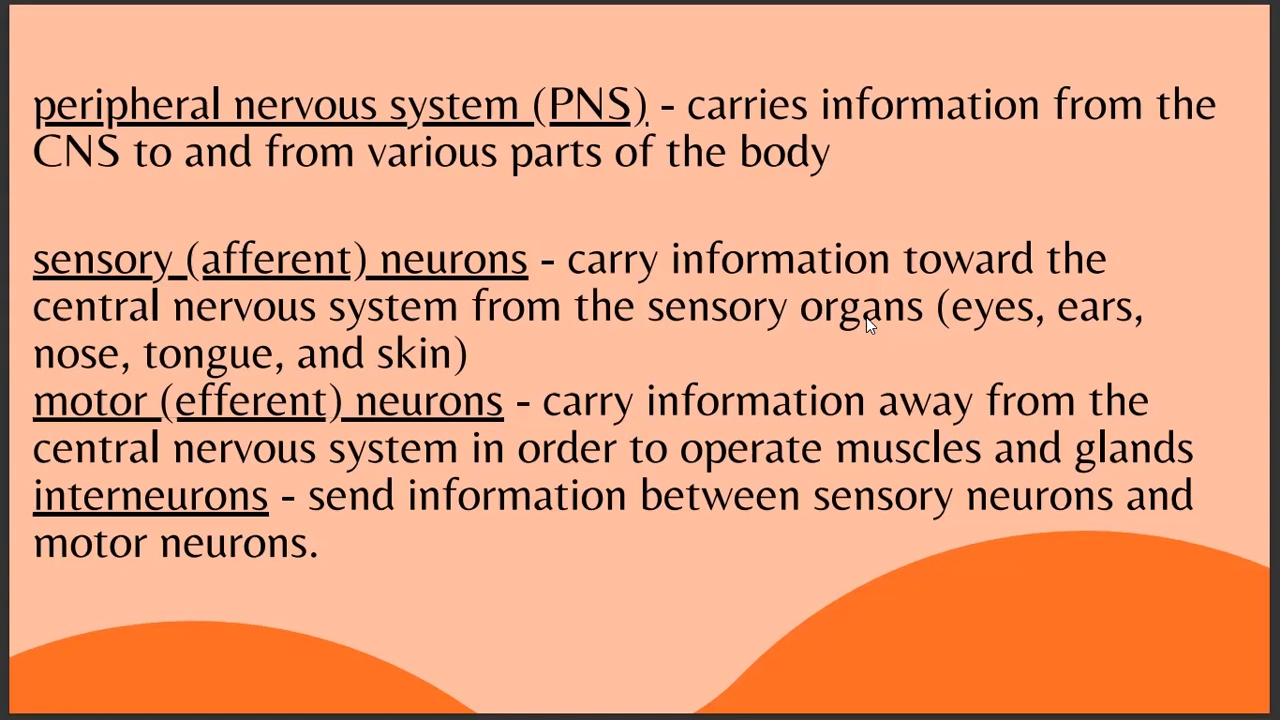 peripheral nervous system (PNS) - carries information from the
CNS to and from various parts of the body
sensory (afferent) neurons - carry information toward the
central nervous system from the sensory organs (eyes, ears,
nose, tongue, and skin)
motor (efferent) neurons - carry information away from the
central nervous system in order to operate muscles and glands
interneurons - send information between sensory neurons and
motor neurons.